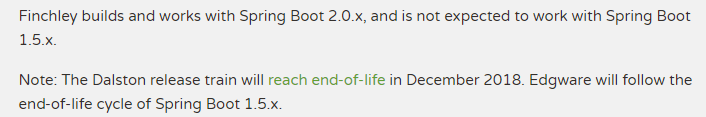 Finchley builds and works with Spring Boot 2.0.x, and is not expected to work with Spring Boot
1.5.x.
Note: The Dalston release train will reach end-of-life in December 2018. Edgware will follow the
end-of-life cycle of Spring Boot 1.5.x.